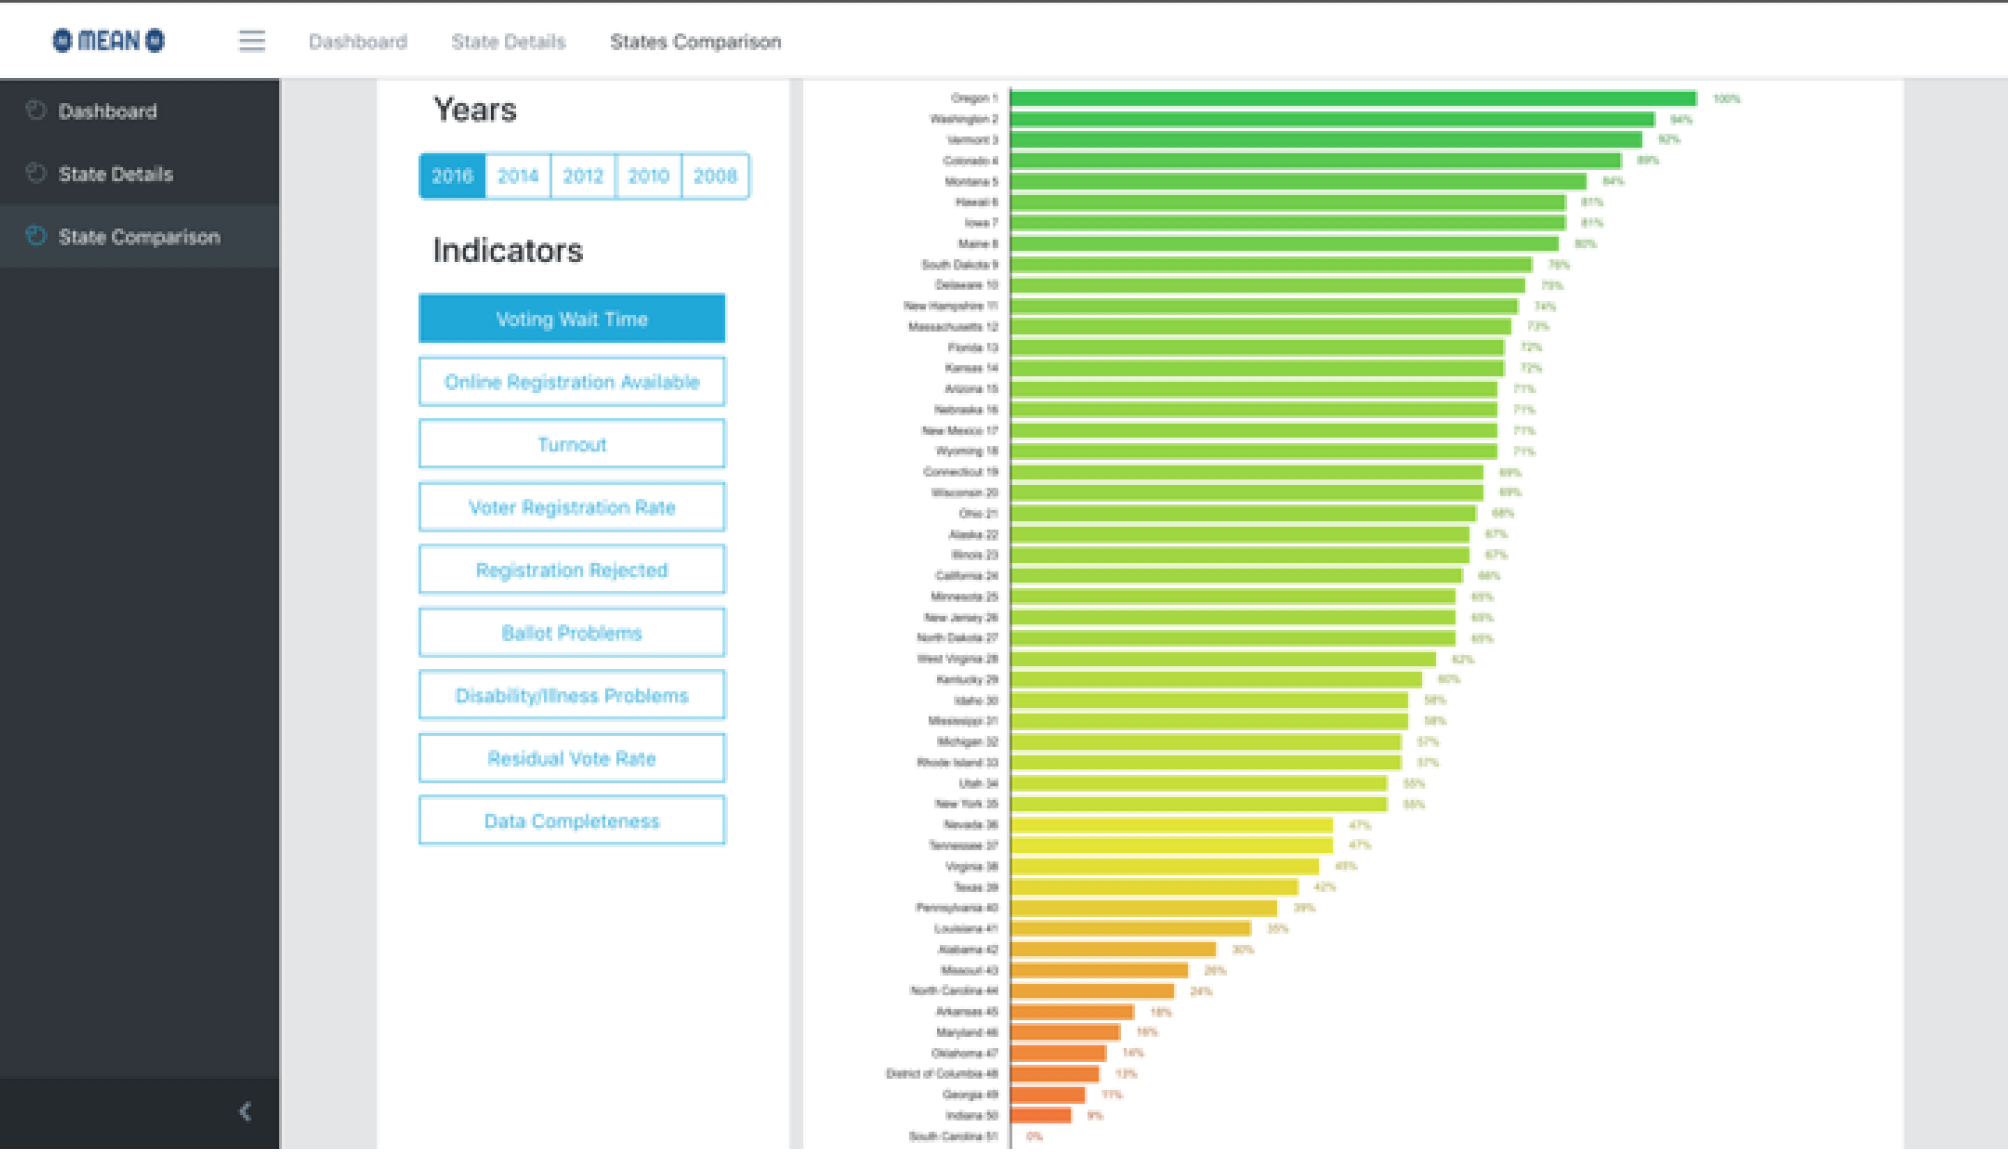 MEAN
Dashboard State Details States Comparison
Dashboard
State Details
State Comparison
Years
2016 2014 2012 2010 2008
Indicators
Voting Wait Time
Online Registration Available
Turnout
Voter Registration Rate
Registration Rejected
Ballot Problems
Disability/Illness Problems
Residual Vote Rate
Data Completeness
Oregon 1 100%
Washington 2 94%
Vermont 3 92%
Colorado 4 89%
Montana 5 84%
Hawaii 6 81%
Iowa 7 81%
Maine 8 80%
South Dakota 9 76%
Delaware 10 75%
New Hampshire 11 74%
Massachusetts 12 73%
Florida 13 72%
Kansas 14 72%
Arizona 15 71%
Nebraska 16 71%
New Mexico 17 71%
Wyoming 18 71%
Connecticut 19 69%
Wisconsin 20 69%
Ohio 21 68%
Alaska 22 67%
Illinois 23 67%
California 24 66%
Minnesota 25 65%
New Jersey 26 65%
North Dakota 27 65%
West Virginia 28 62%
Kentucky 29 60%
Idaho 30 58%
Mississippi 31 58%
Michigan 32 57%
Rhode Island 33 57%
Utah 34 55%
New York 35 55%
Nevada 36 47%
Tennessee 37 47%
Virginia 38 45%
Texas 39 42%
Pennsylvania 40 39%
Louisiana 41 35%
Alabama 42 30%
Missouri 43 26%
North Carolina 44 24%
Arkansas 45 18%
Maryland 46 16%
Oklahoma 47 14%
District of Columbia 48 13%
Georgia 49 11%
Indiana 50 9%
South Carolina 51 0%